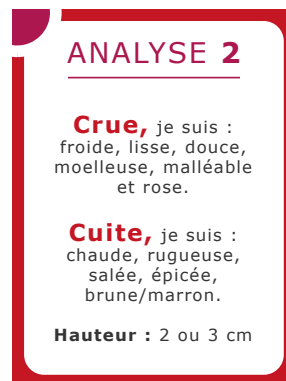 ANALYSE 2
Crue, je suis :
froide, lisse, douce,
moelleuse, malléable
et rose.
Cuite, je suis :
chaude, rugueuse,
salée, épicée,
brune/marron.
Hauteur : 2 ou 3 cm